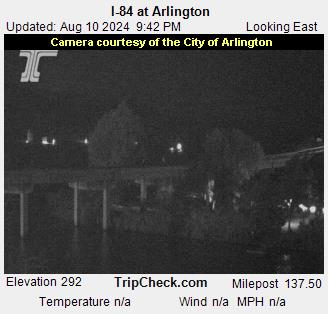 I-84 at Arlington
Updated: Aug 10 2024 9:42 PM Looking East
Camera courtesy of the City of Arlington
Elevation 292 TripCheck.com Milepost 137.50
Temperature n/a Wind n/a MPH n/a